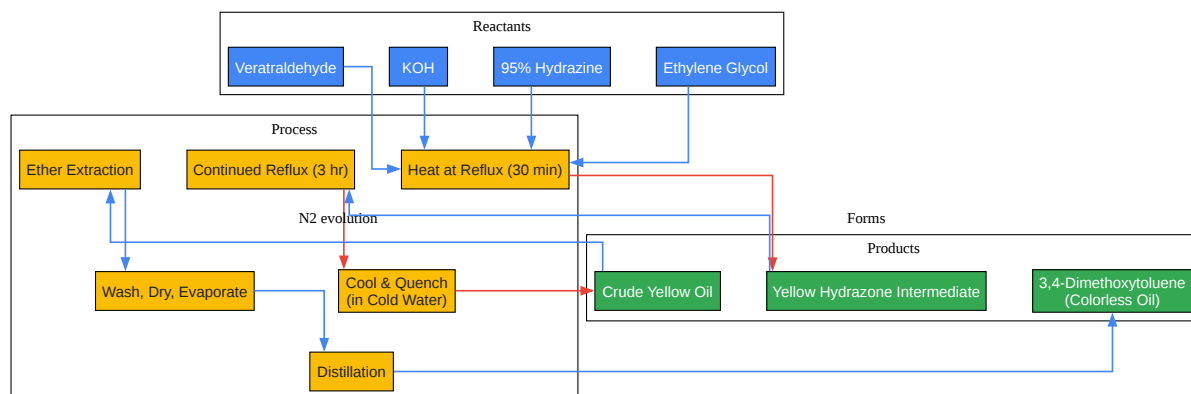 Reactants
Veratraldehyde
KOH
95% Hydrazine
Ethylene Glycol
Process
Ether Extraction
Continued Reflux (3 hr)
Heat at Reflux (30 min)
N2 evolution
Forms
Products
Wash, Dry, Evaporate
Cool & Quench
(in Cold Water)
Crude Yellow Oil
Yellow Hydrazone Intermediate
3,4-Dimethoxytoluene
(Colorless Oil)
Distillation